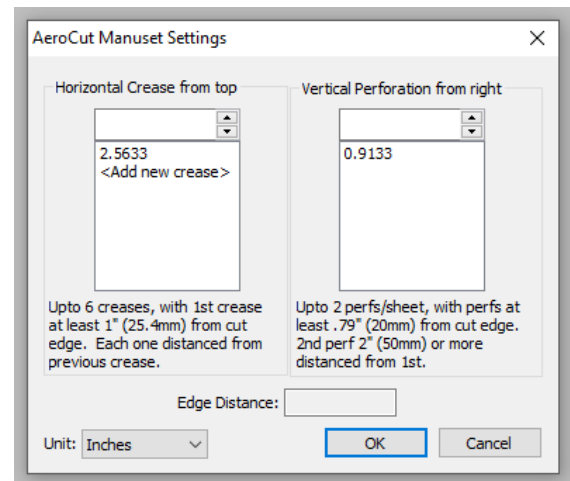 AeroCut Manuset Settings
Horizontal Crease from top
2.5633
<Add new crease>
Upto 6 creases, with 1st crease
at least 1" (25.4mm) from cut
edge. Each one distanced from
previous crease.
Vertical Perforation from right
0.9133
Upto 2 perfs/sheet, with perfs at
least .79" (20mm) from cut edge.
2nd perf 2" (50mm) or more
distanced from 1st.
Edge Distance:
Unit: Inches
OK
Cancel